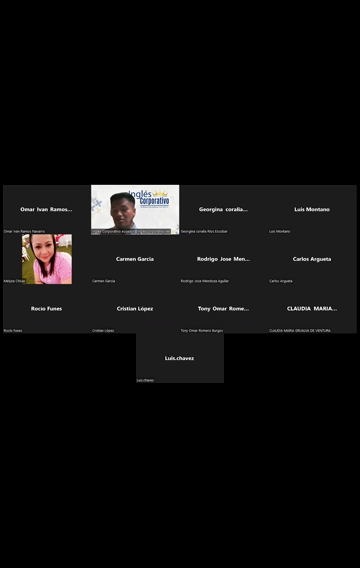 Omar Ivan Ramos...
Inglés
Corporativo
Georgina coralia...
Luis Montano
Omar Ivan Ramos Navarro
Georgina coralia Rios Escobar
Luis Montano
Carmen Garcia
Rodrigo Jose Men...
Carlos Argueta
Carmen Garcia
Rodrigo Jose Mendoza Aguilar
Carlos Argueta
Rocio Funes
Cristian López
Tony Omar Rome...
CLAUDIA MARIA...
Rocio Funes
Cristian López
Tony Omar Romero Burgos
CLAUDIA MARIA GRIJALVA DE VENTURA
Luis.chavez
Luis.chavez